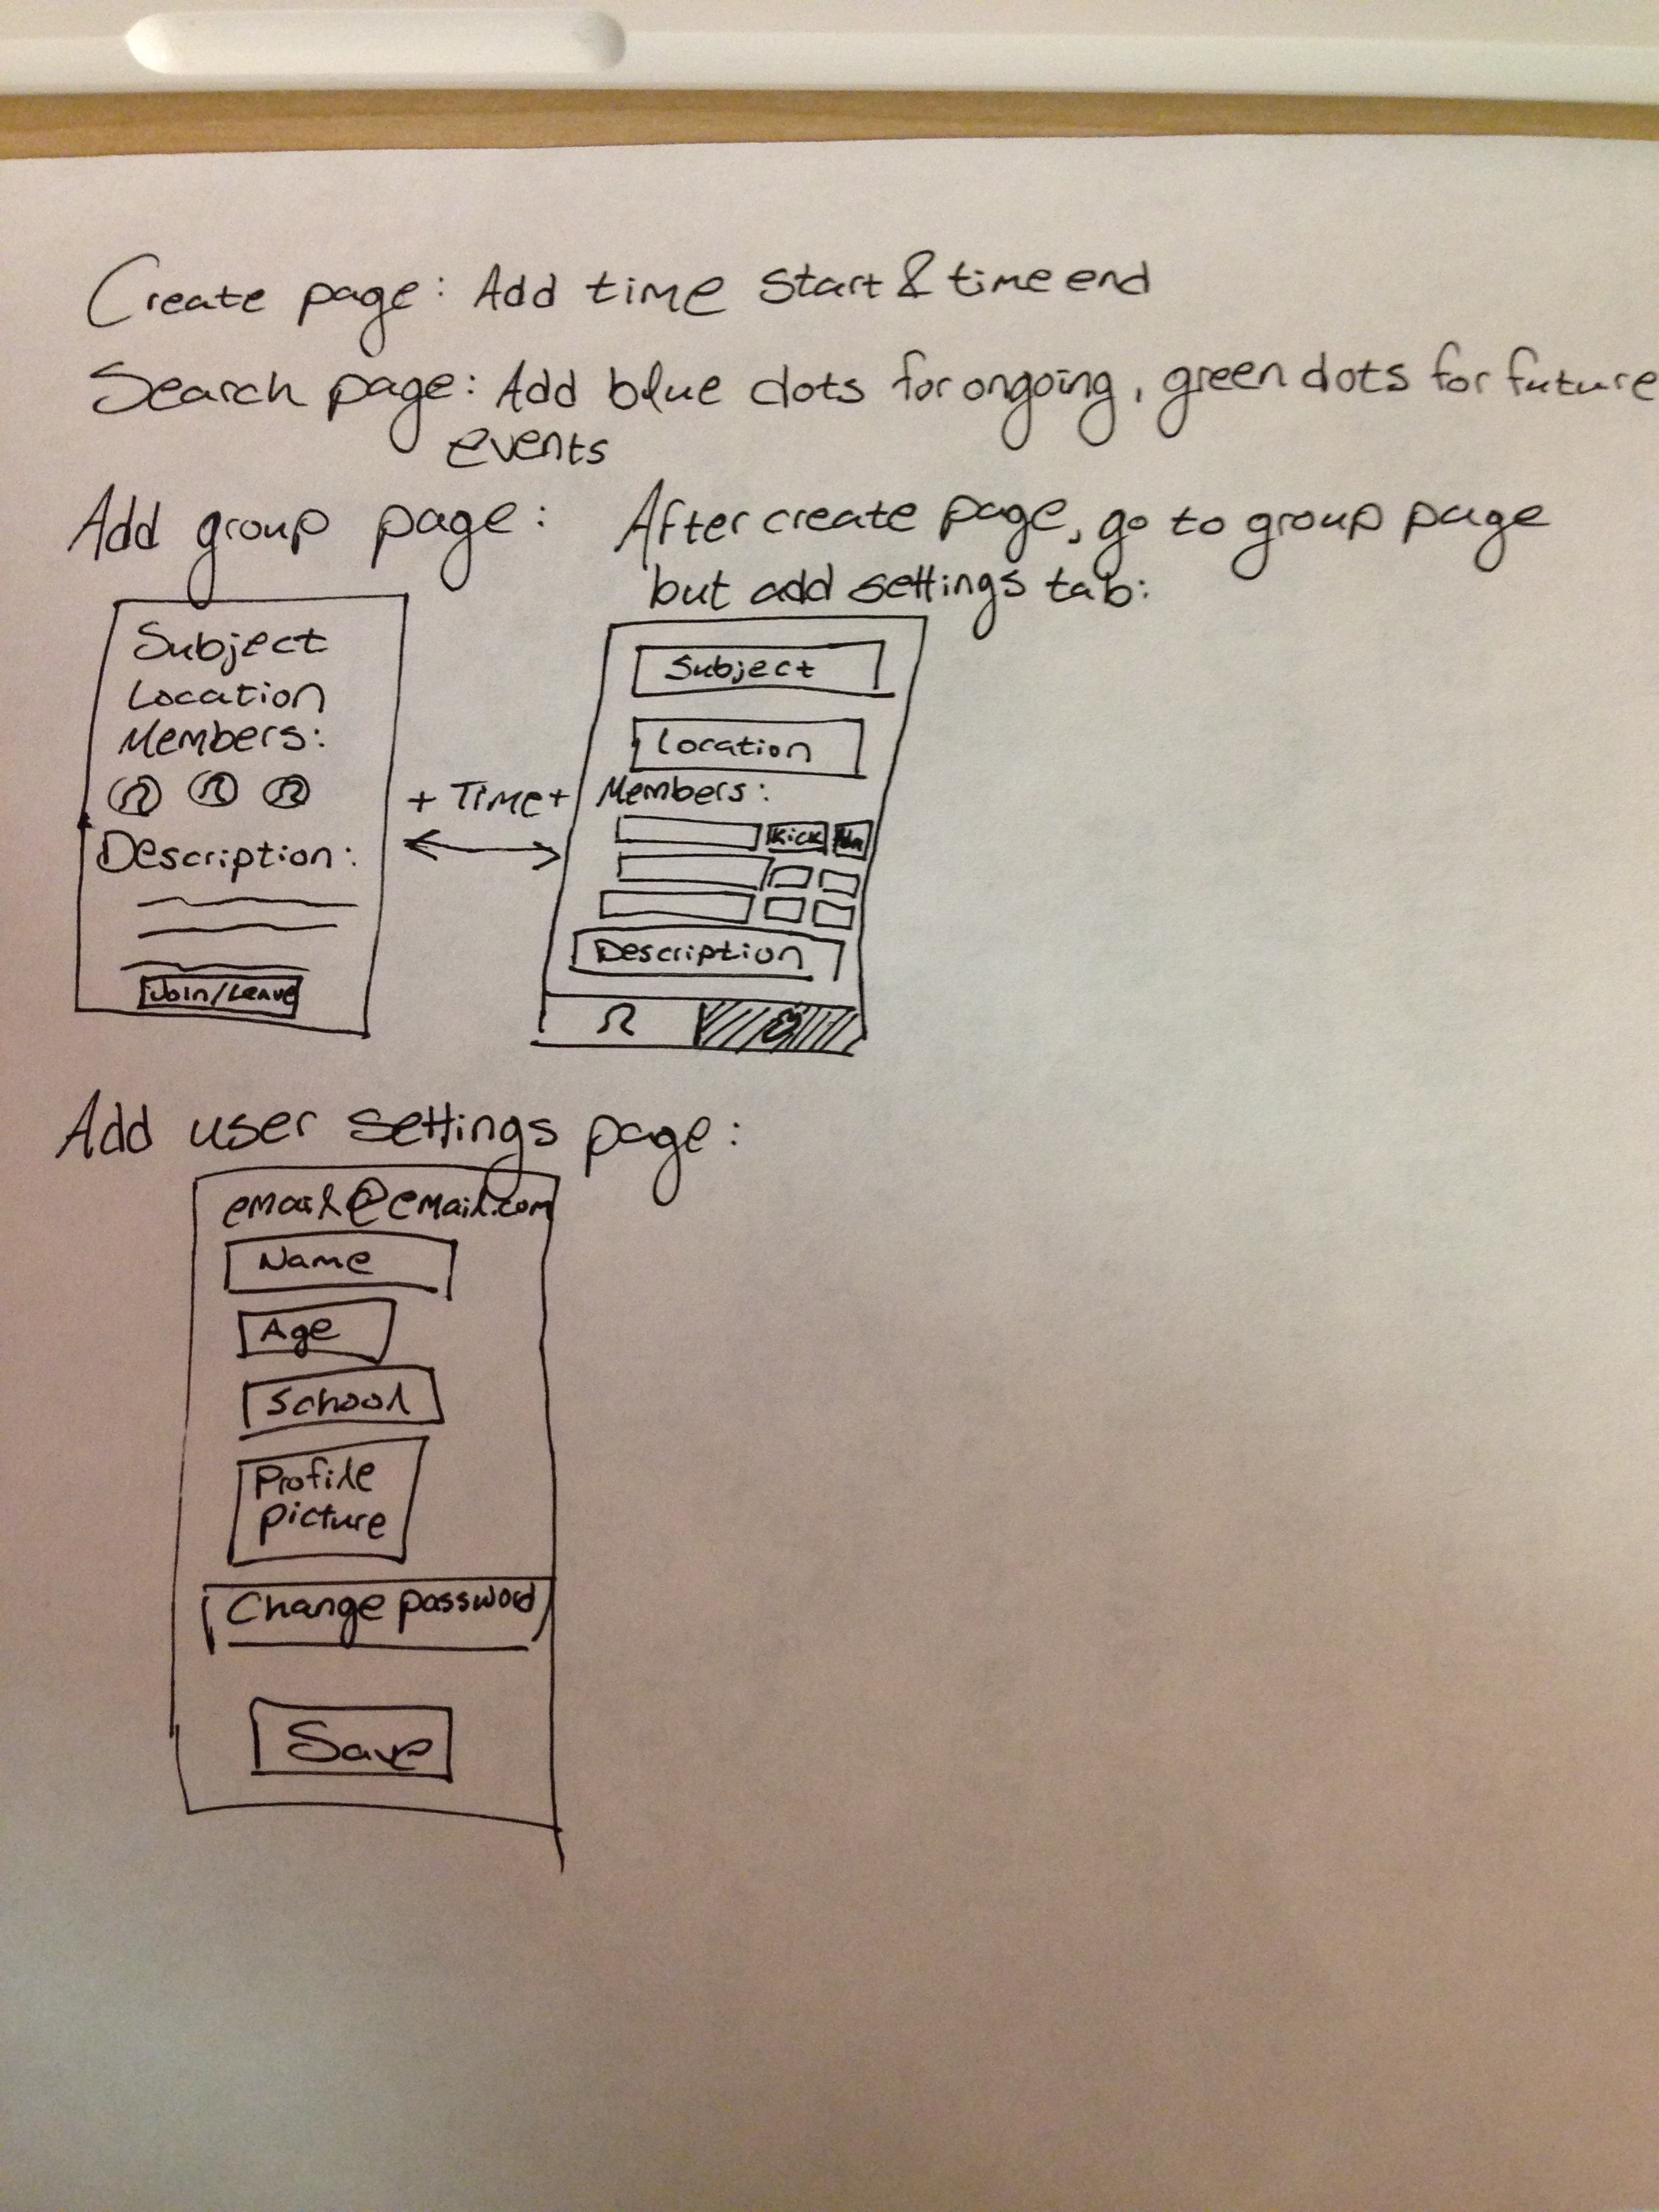 Create page: Add time start & time end
Search page: Add blue dots for ongoing, green dots for future
events
Add group page:
Subject
Location
Members:
Description:
Join/Leave
+ Time +
After create page, go to group page
but add settings tab:
Subject
Location
Members:
Kick
Description
Add user settings page:
email@email.com
Name
Age
School
Profile
picture
Change password
Save